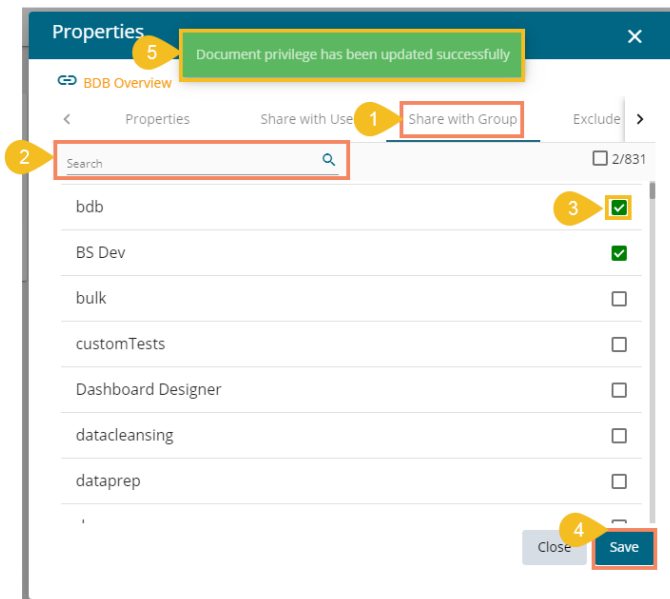 Properties
5
Document privilege has been updated successfully
BDB Overview
Properties
Share with Use
1
Share with Group
Exclude
2
Search
2/831
bdb
3
BS Dev
bulk
customTests
Dashboard Designer
datacleansing
dataprep
4
Close
Save